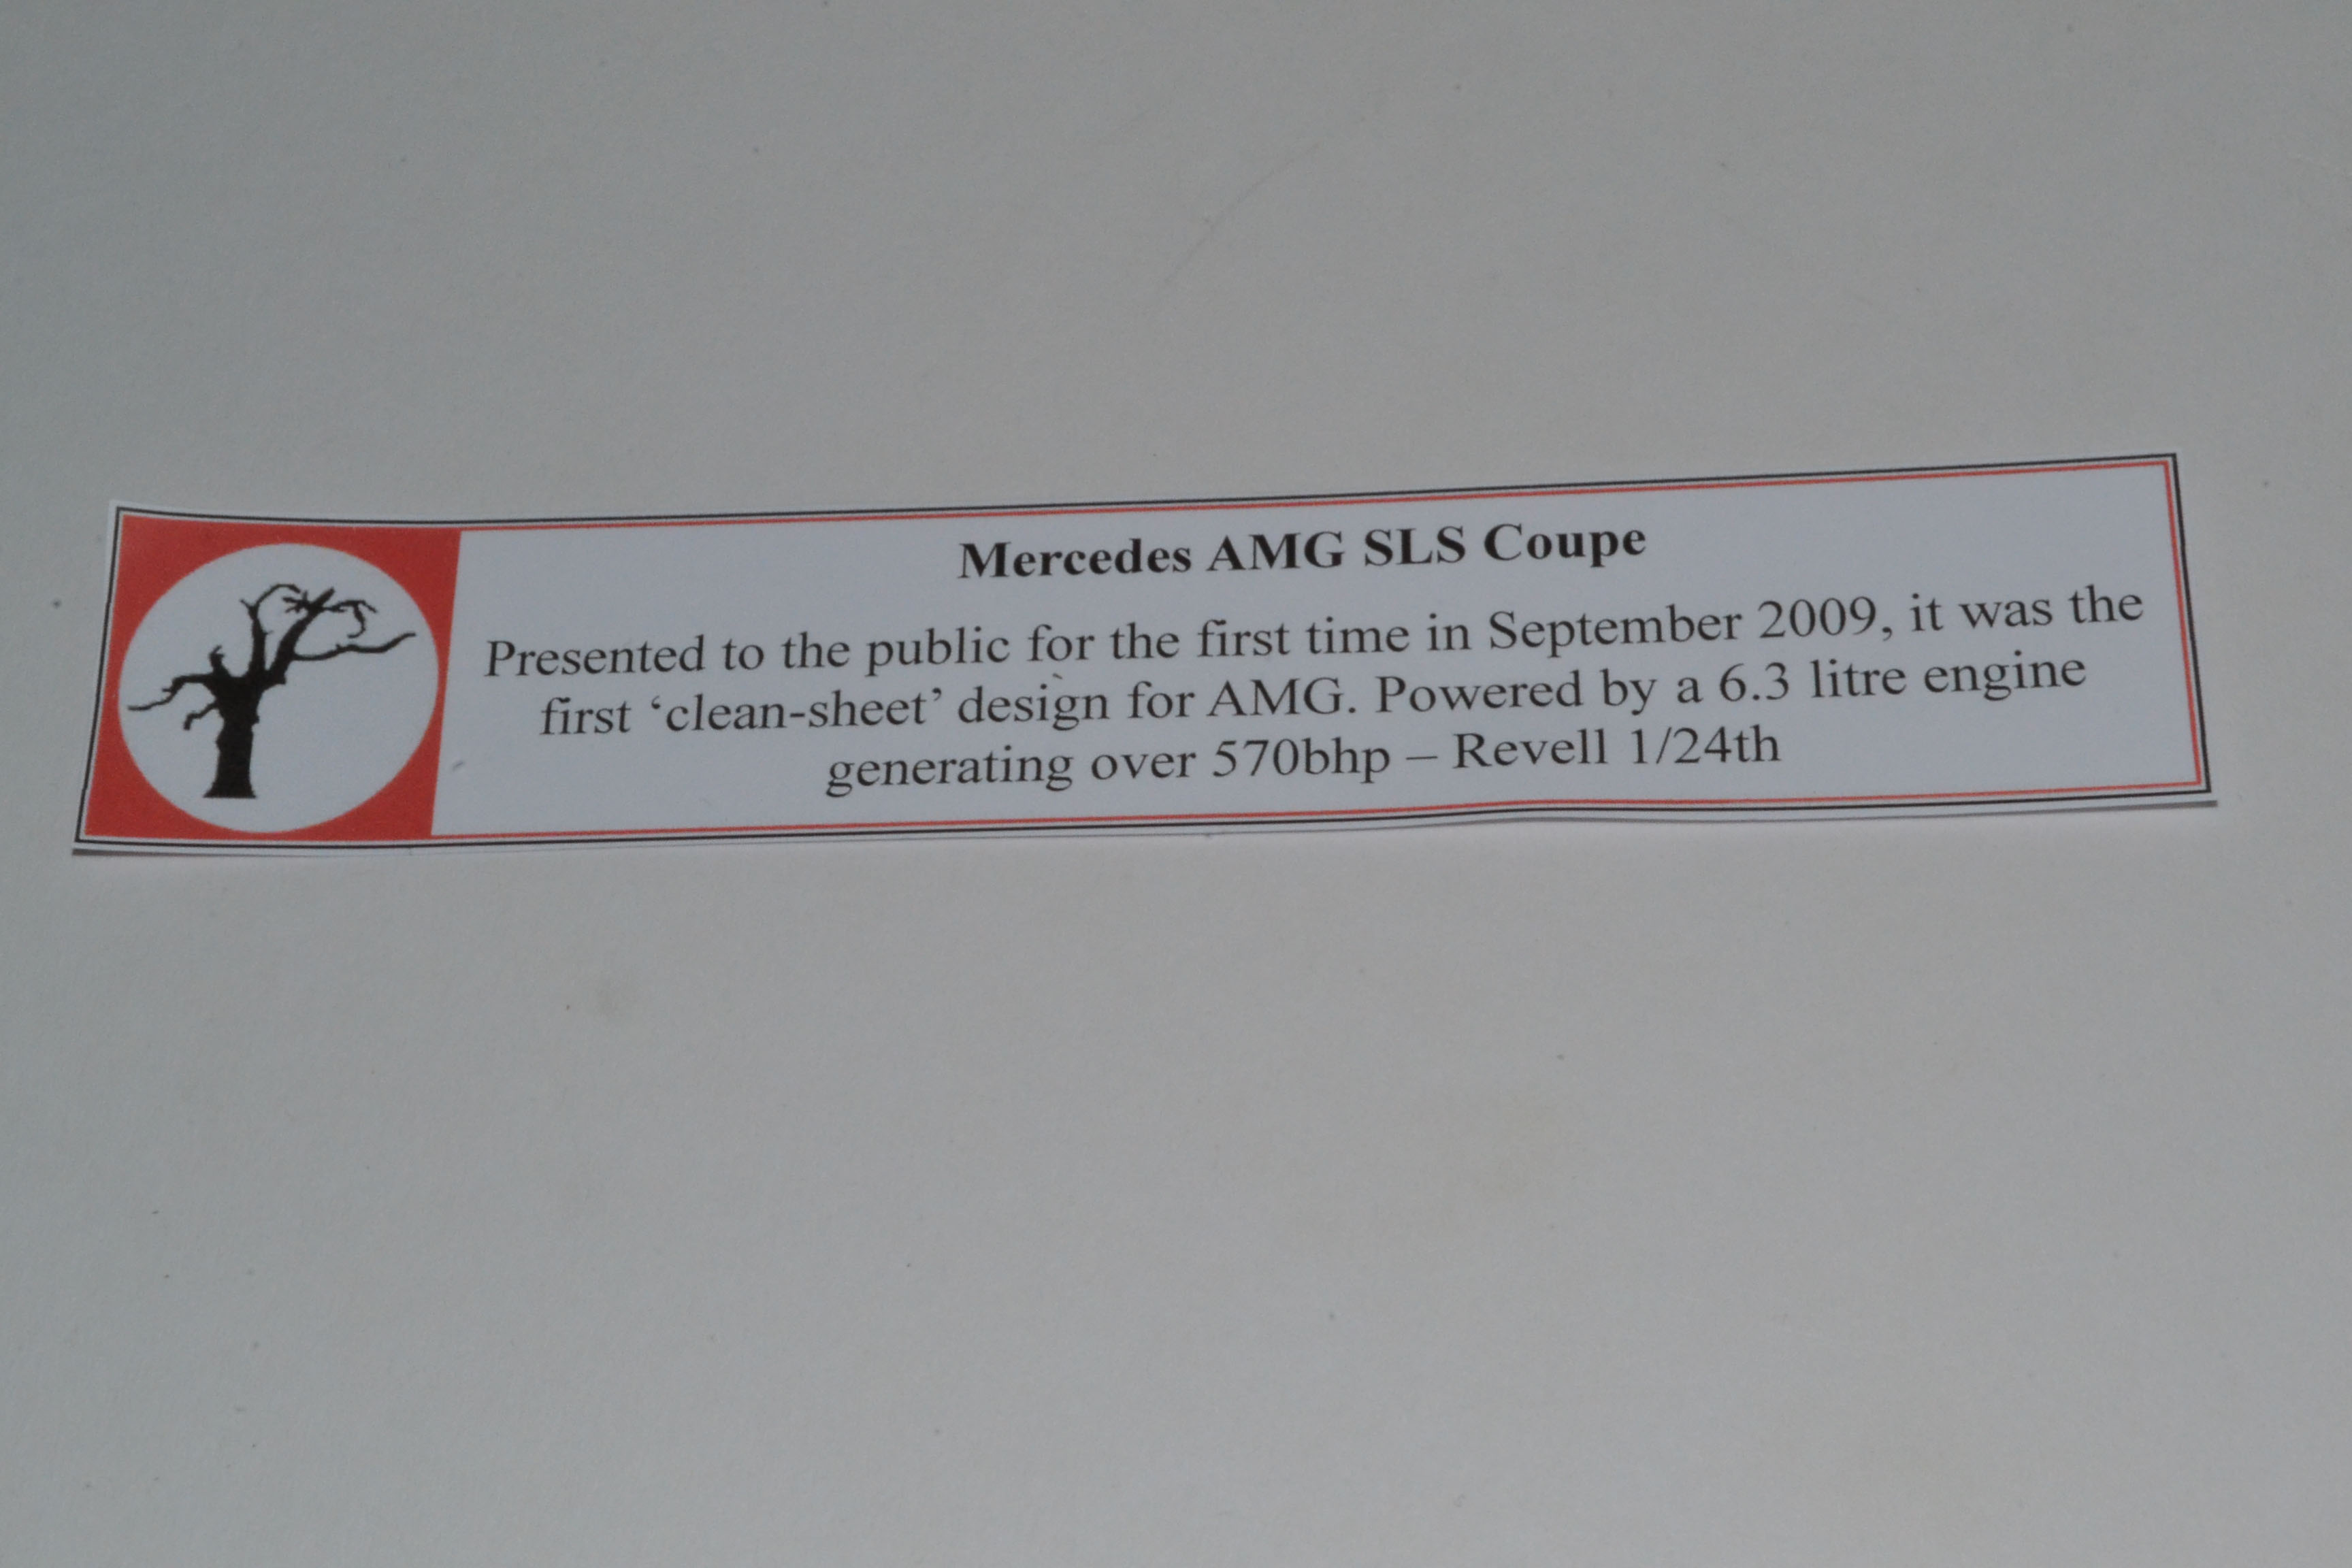 Mercedes AMG SLS Coupe
Presented to the public for the first time in September 2009, it was the
first ‘clean-sheet’ design for AMG. Powered by a 6.3 litre engine
generating over 570bhp – Revell 1/24th